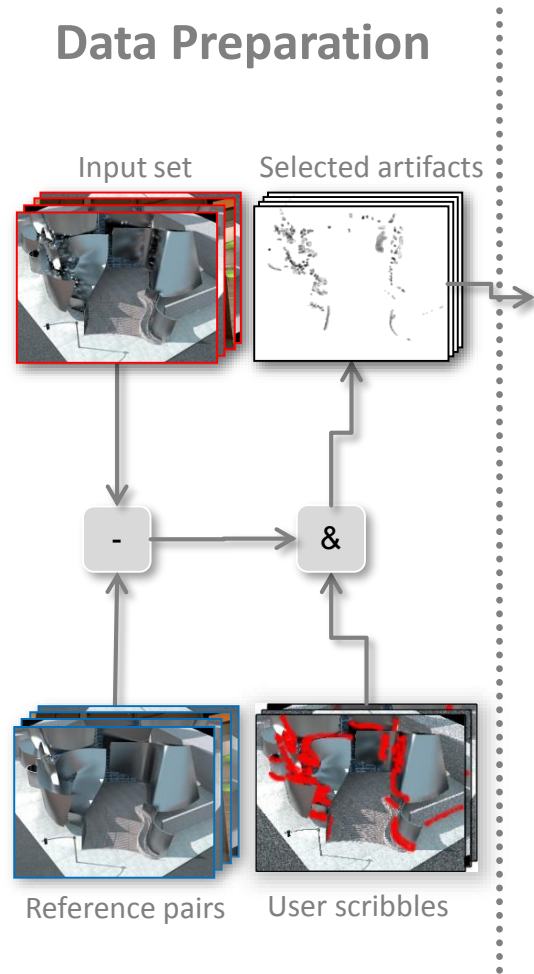 Data Preparation
Input set
Selected artifacts
-
&
Reference pairs
User scribbles